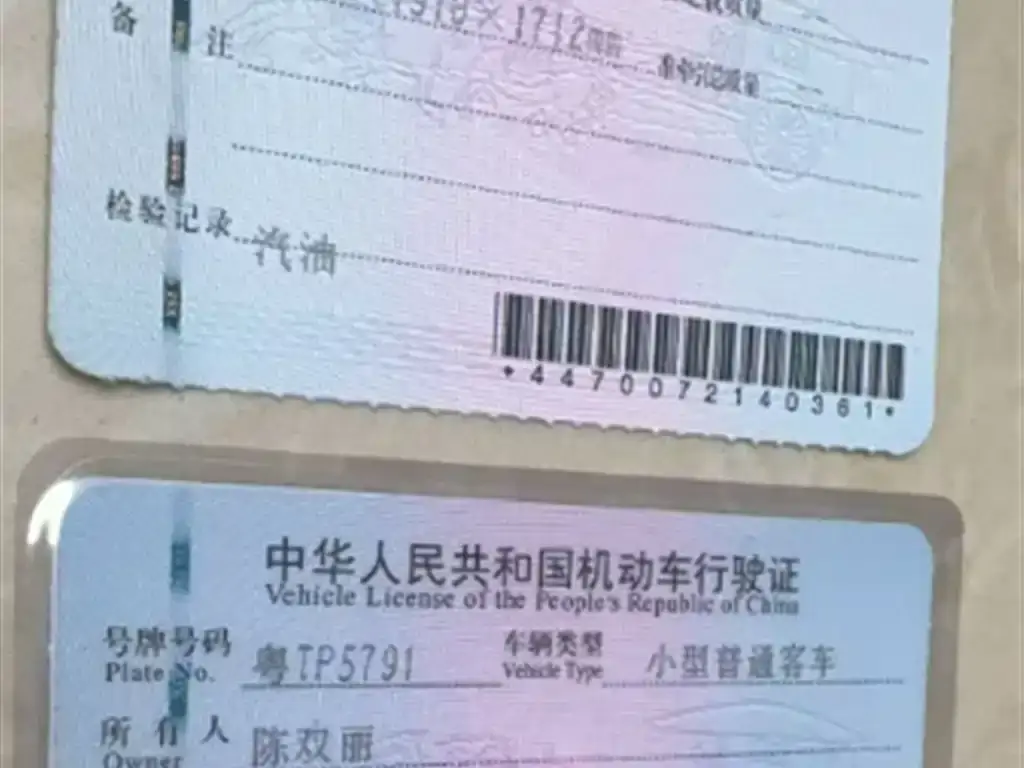 备 注
1712
检验记录 汽油
*4470072140361*
中华人民共和国机动车行驶证
Vehicle License of the People's Republic of China
号牌号码 粤TP5791 车辆类型 小型普通客车
Plate No. Vehicle Type
所有人 陈双丽
Owner